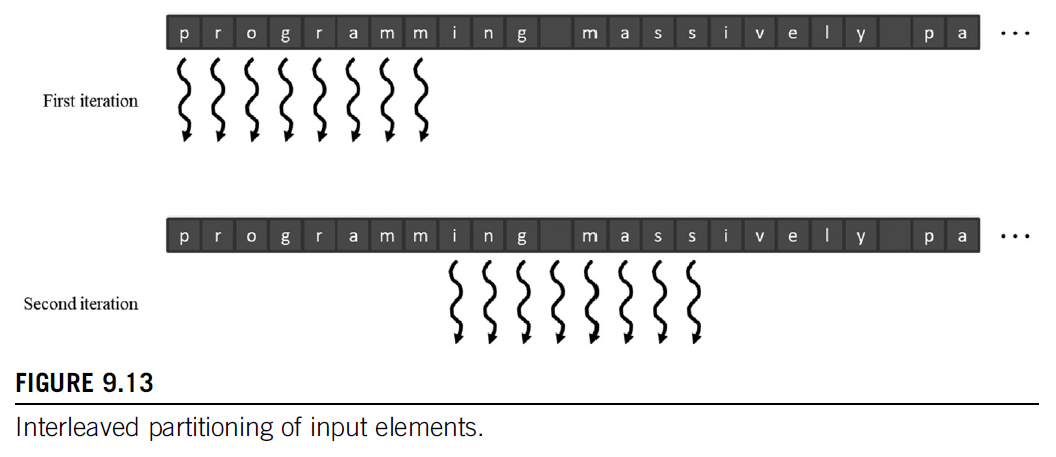 p r o g r a m m i n g m a s s i v e l y p a ...
First iteration
p r o g r a m m i n g m a s s i v e l y p a ...
Second iteration
FIGURE 9.13
Interleaved partitioning of input elements.